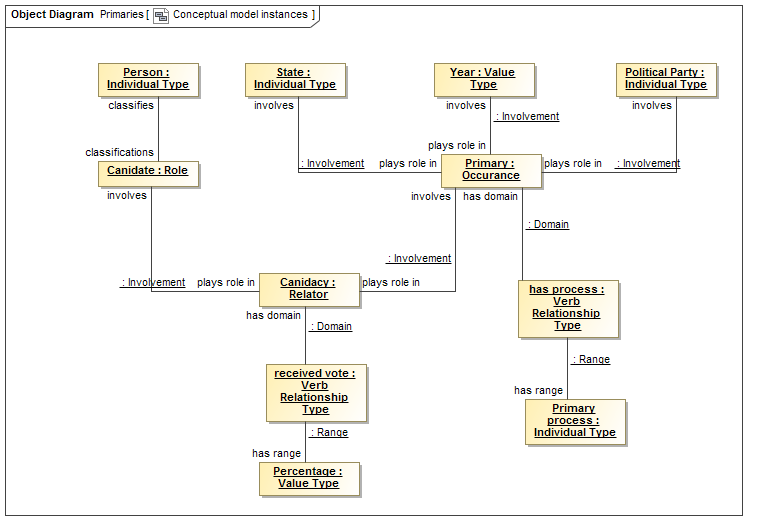 Object Diagram Primaries [ Conceptual model instances ]
Person :
Individual Type
State :
Individual Type
Year : Value
Type
Political Party :
Individual Type
classifies
involves
involves
involves
: Involvement
classifications
plays role in
Canidate : Role
: Involvement
plays role in
Primary :
Occurance
plays role in
: Involvement
involves
involves
has domain
: Domain
: Involvement
: Involvement
plays role in
Canidacy :
Relator
plays role in
has process :
Verb
Relationship
Type
has domain
: Domain
: Range
received vote :
Verb
Relationship
Type
has range
Primary
process :
Individual Type
: Range
has range
Percentage :
Value Type